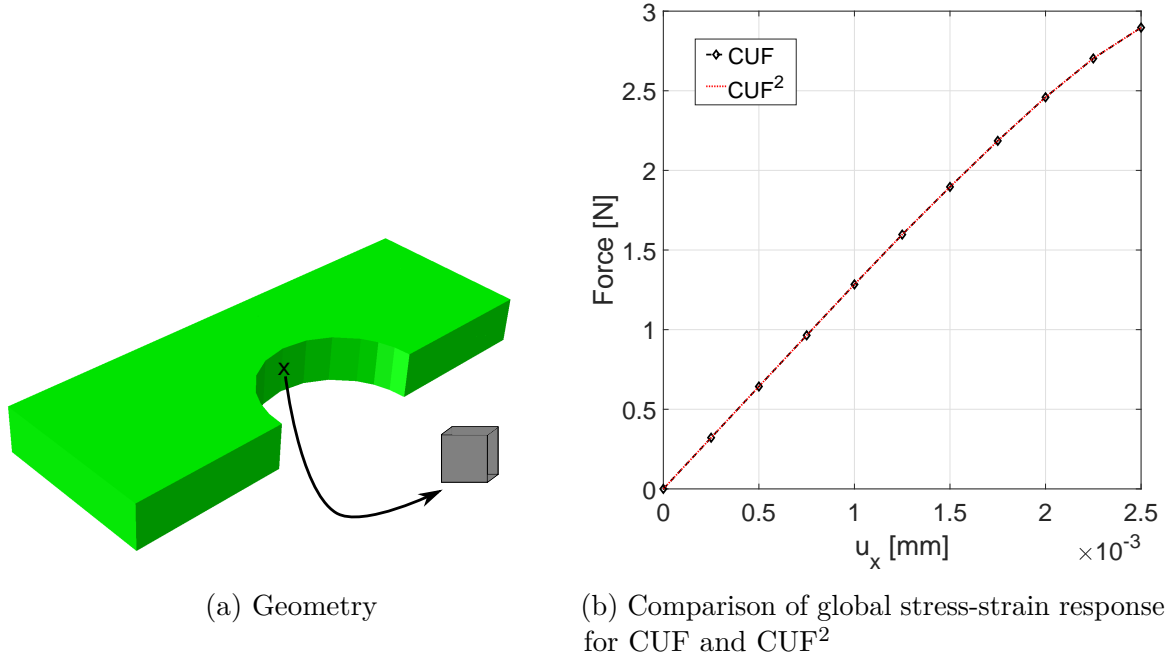 x
3
2.5
2
1.5
1
0.5
0
Force [N]
CUF
CUF²
0
0.5
1
1.5
2
2.5
u_x [mm]
×10⁻³
(a) Geometry
(b) Comparison of global stress-strain response
for CUF and CUF²